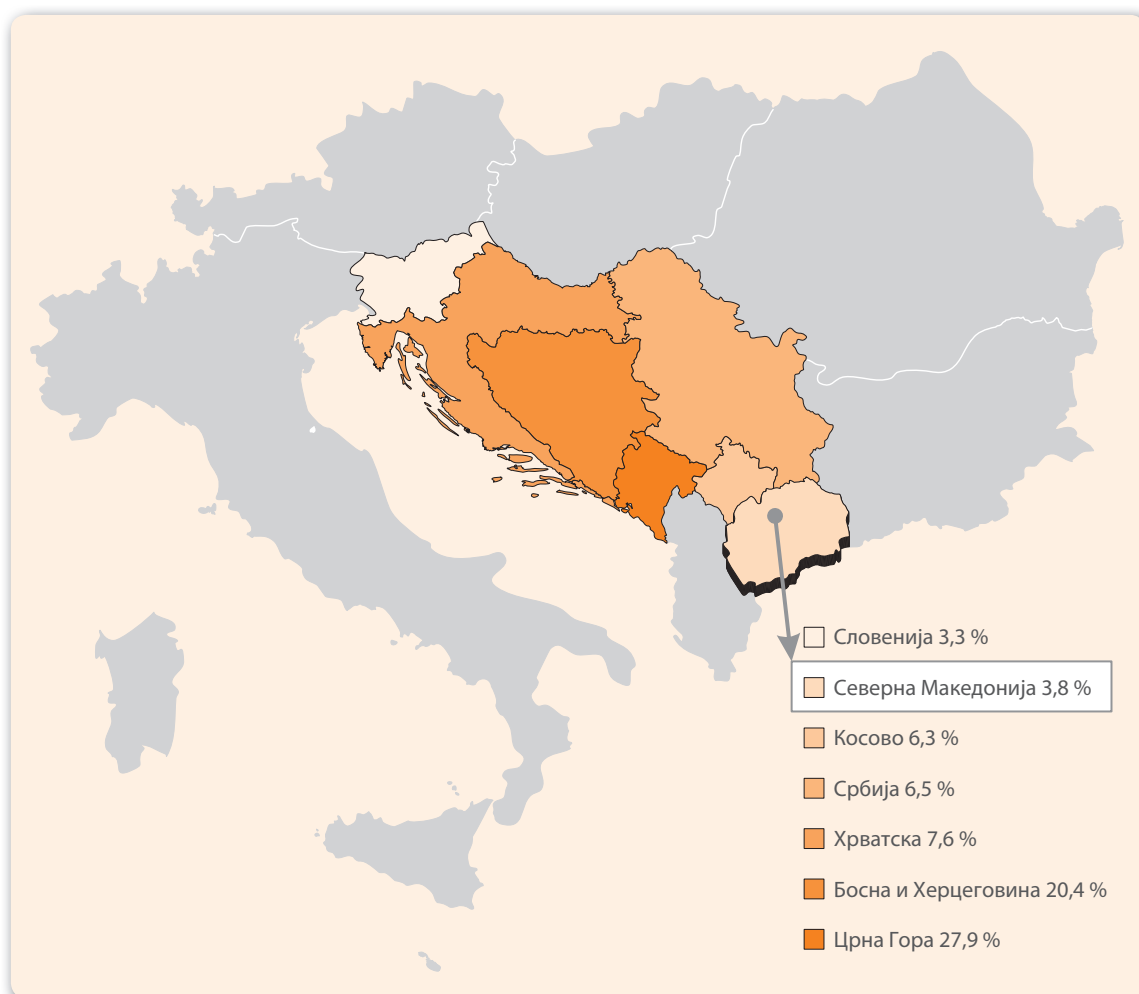 Словенија 3,3 %
Северна Македонија 3,8 %
Косово 6,3 %
Србија 6,5 %
Хрватска 7,6 %
Босна и Херцеговина 20,4 %
Црна Гора 27,9 %